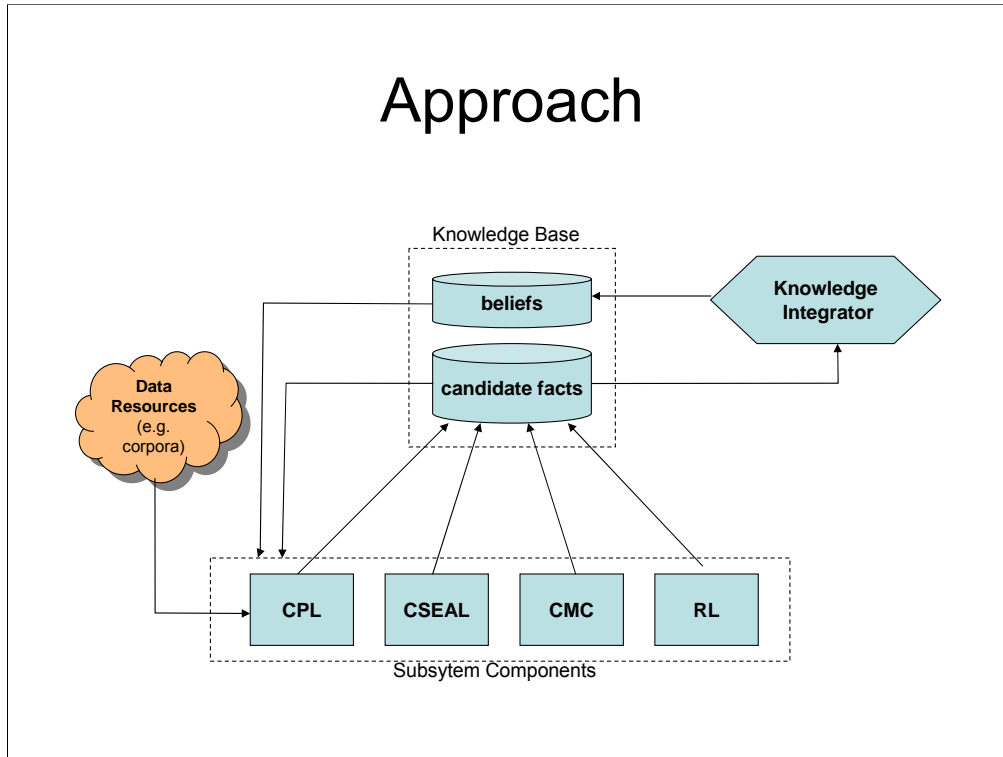 Approach
Knowledge Base
beliefs
Knowledge
Integrator
candidate facts
Data
Resources
(e.g.
corpora)
CPL
CSEAL
CMC
RL
Subsytem Components